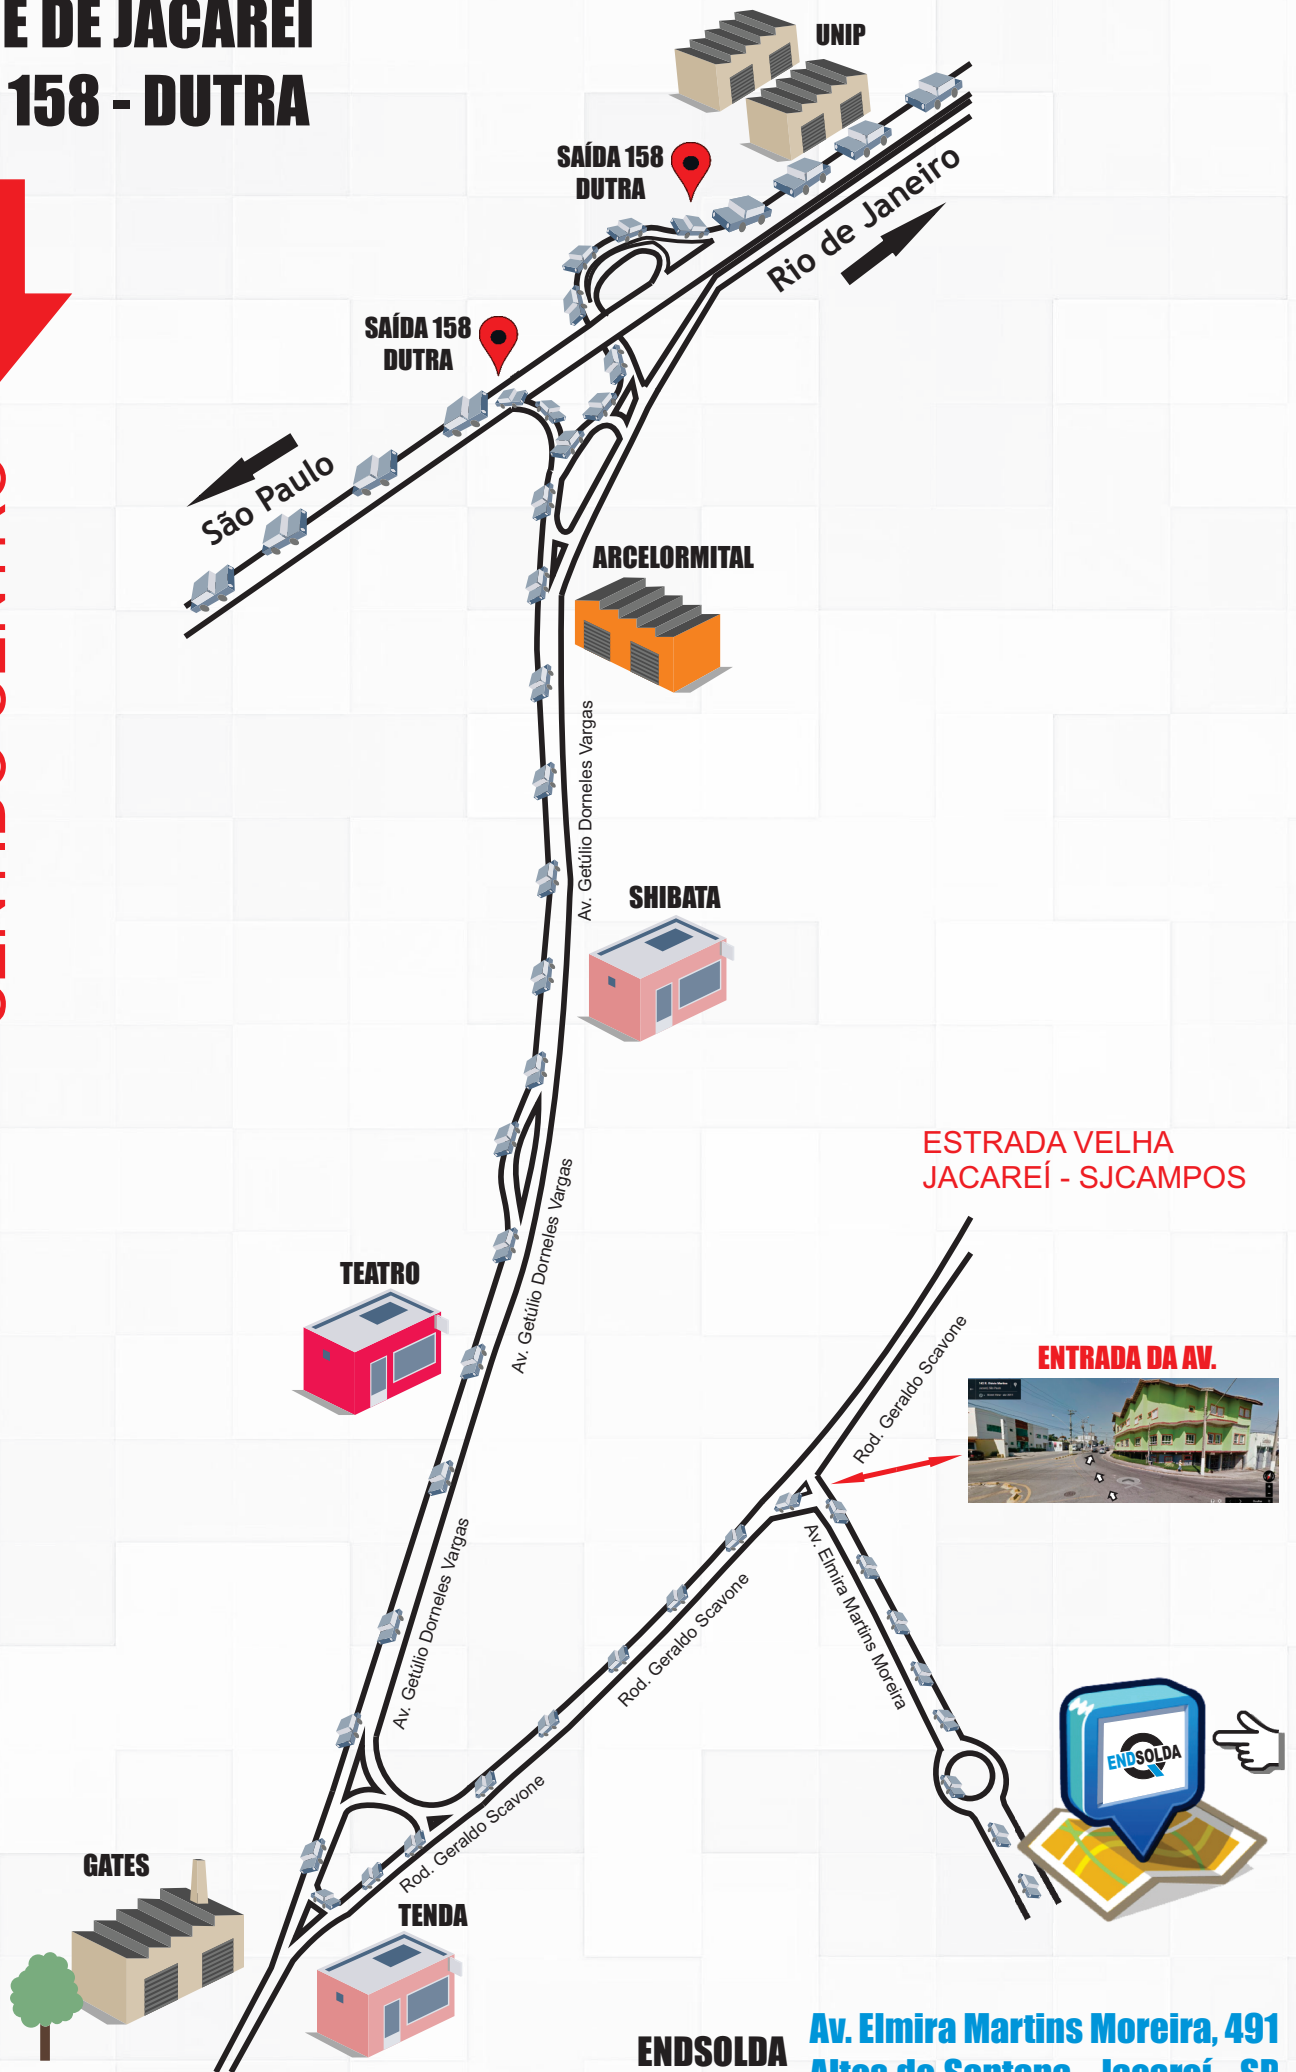 E DE JACAREÍ
158 - DUTRA
UNIP
SAÍDA 158
DUTRA
Rio de Janeiro
SAÍDA 158
DUTRA
São Paulo
ARCELORMITAL
Av. Getúlio Dorneles Vargas
SHIBATA
ESTRADA VELHA
JACAREÍ - SJCAMPOS
Av. Getúlio Dorneles Vargas
TEATRO
Rod. Geraldo Scavone
ENTRADA DA AV.
Av. Getúlio Dorneles Vargas
Av. Elmira Martins Moreira
Rod. Geraldo Scavone
ENDSOLDA
Rod. Geraldo Scavone
GATES
TENDA
ENDSOLDA
Av. Elmira Martins Moreira, 491